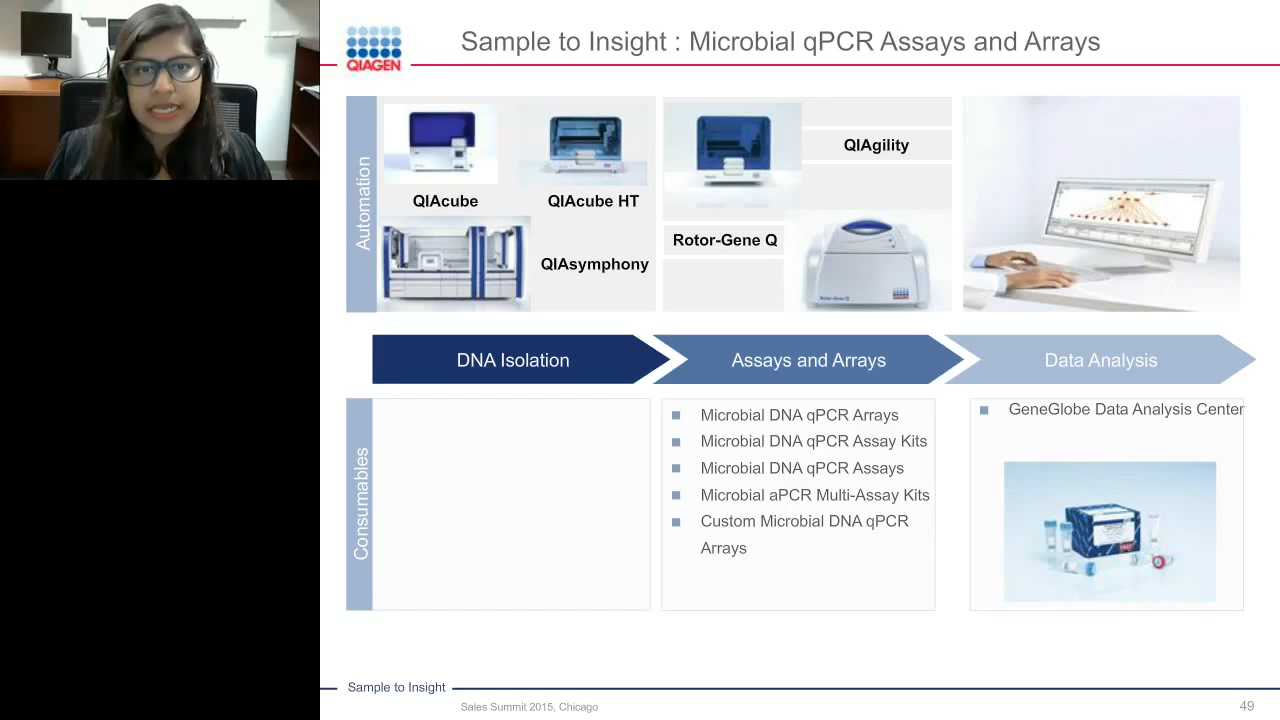 Sample to Insight : Microbial qPCR Assays and Arrays
QIAGEN
Automation
QIAcube
QIAcube HT
QIAsymphony
QIAgility
Rotor-Gene Q
Rotor-Gene Q
DNA Isolation
Assays and Arrays
Data Analysis
Consumables
Microbial DNA qPCR Arrays
Microbial DNA qPCR Assay Kits
Microbial DNA qPCR Assays
Microbial aPCR Multi-Assay Kits
Custom Microbial DNA qPCR
Arrays
GeneGlobe Data Analysis Center
Sample to Insight
Sales Summit 2015, Chicago
49